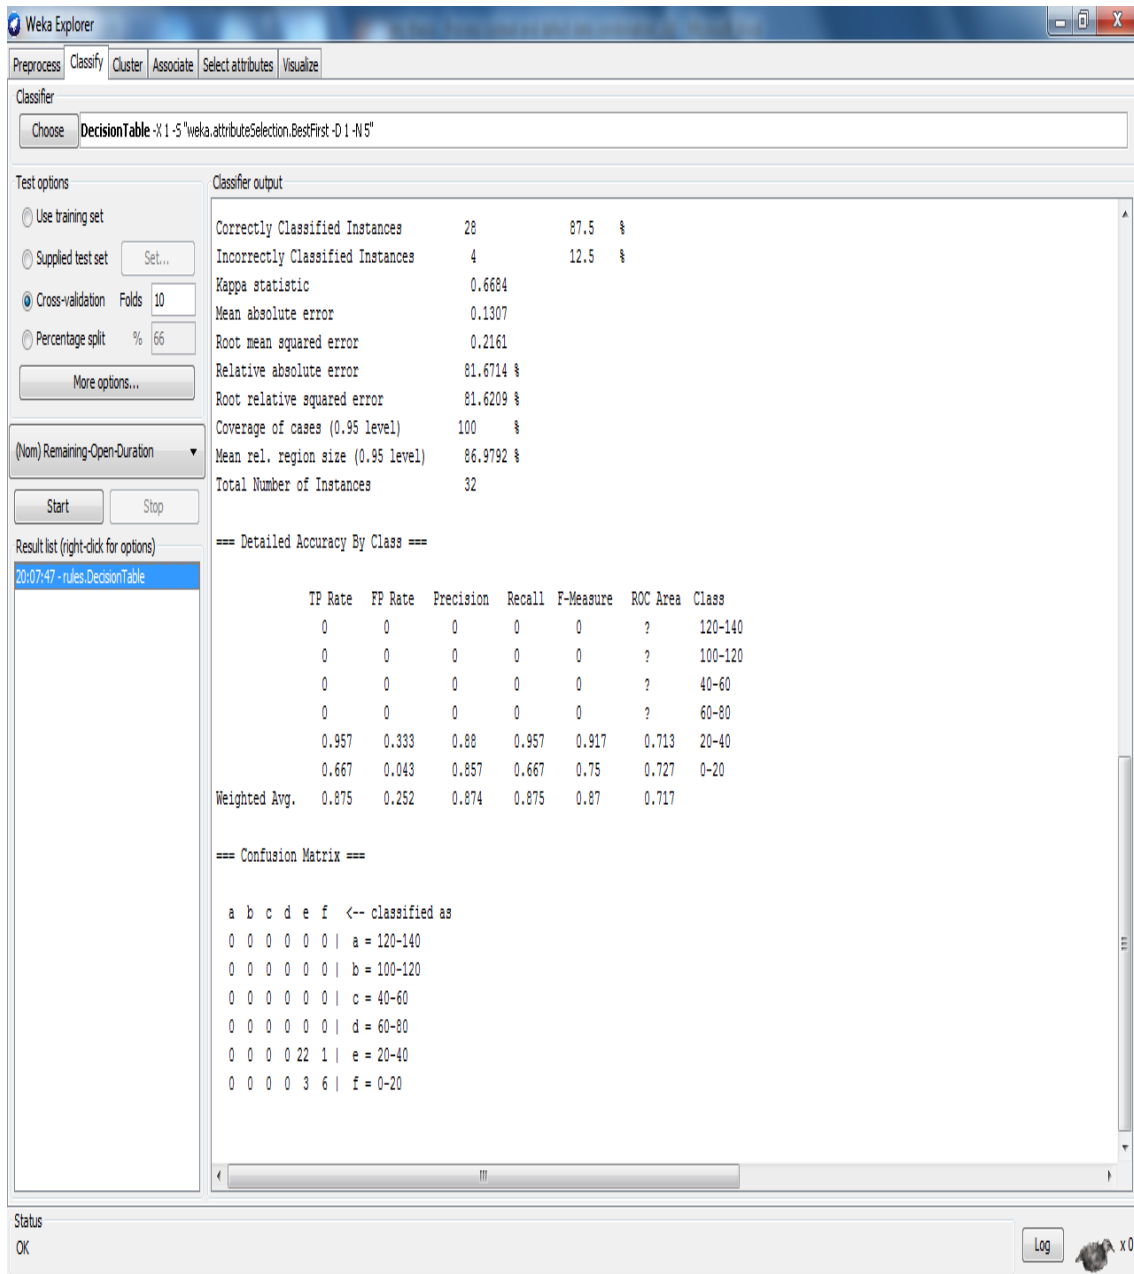 Weka Explorer
Preprocess Classify Cluster Associate Select attributes Visualize
Classifier
Choose DecisionTable -X 1 -S "weka.attributeSelection.BestFirst -D 1 -N 5"
Test options
Use training set
Supplied test set Set...
Cross-validation Folds 10
Percentage split % 66
More options...
(Nom) Remaining-Open-Duration
Start Stop
Result list (right-click for options)
20:07:47 - rules.DecisionTable
Classifier output
Correctly Classified Instances 28 87.5 %
Incorrectly Classified Instances 4 12.5 %
Kappa statistic 0.6684
Mean absolute error 0.1307
Root mean squared error 0.2161
Relative absolute error 81.6714 %
Root relative squared error 81.6209 %
Coverage of cases (0.95 level) 100 %
Mean rel. region size (0.95 level) 86.9792 %
Total Number of Instances 32
=== Detailed Accuracy By Class ===
TP Rate FP Rate Precision Recall F-Measure ROC Area Class
0 0 0 0 0 ? 120-140
0 0 0 0 0 ? 100-120
0 0 0 0 0 ? 40-60
0 0 0 0 0 ? 60-80
0.957 0.333 0.88 0.957 0.917 0.713 20-40
0.667 0.043 0.857 0.667 0.75 0.727 0-20
Weighted Avg. 0.875 0.252 0.874 0.875 0.87 0.717
=== Confusion Matrix ===
a b c d e f <-- classified as
0 0 0 0 0 0 | a = 120-140
0 0 0 0 0 0 | b = 100-120
0 0 0 0 0 0 | c = 40-60
0 0 0 0 0 0 | d = 60-80
0 0 0 0 22 1 | e = 20-40
0 0 0 0 3 6 | f = 0-20
Status
OK
Log x 0